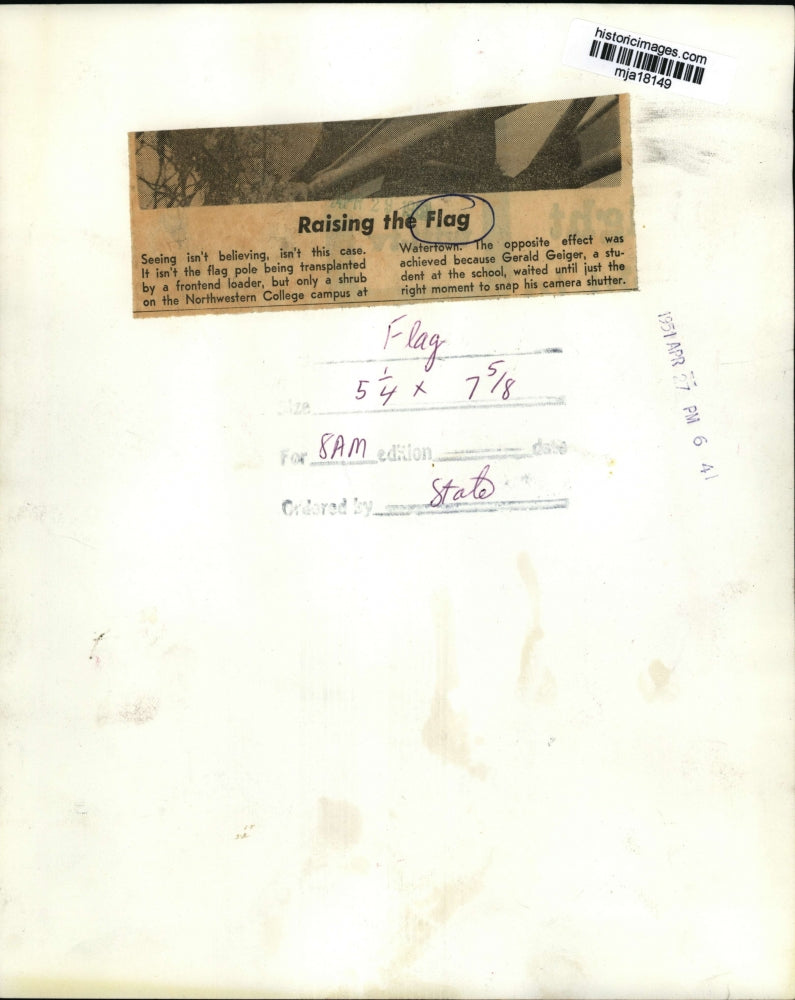 historicimages.com
mja18149
Raising the Flag
Seeing isn't believing, isn't this case.
It isn't the flag pole being transplanted
by a frontend loader, but only a shrub
on the Northwestern College campus at
Watertown. The opposite effect was
achieved because Gerald Geiger, a stu-
dent at the school, waited until just the
right moment to snap his camera shutter.
Flag
Size 5 1/4 x 7 5/8
For 8AM edition date
Ordered by State
APR 27 PM 6 41